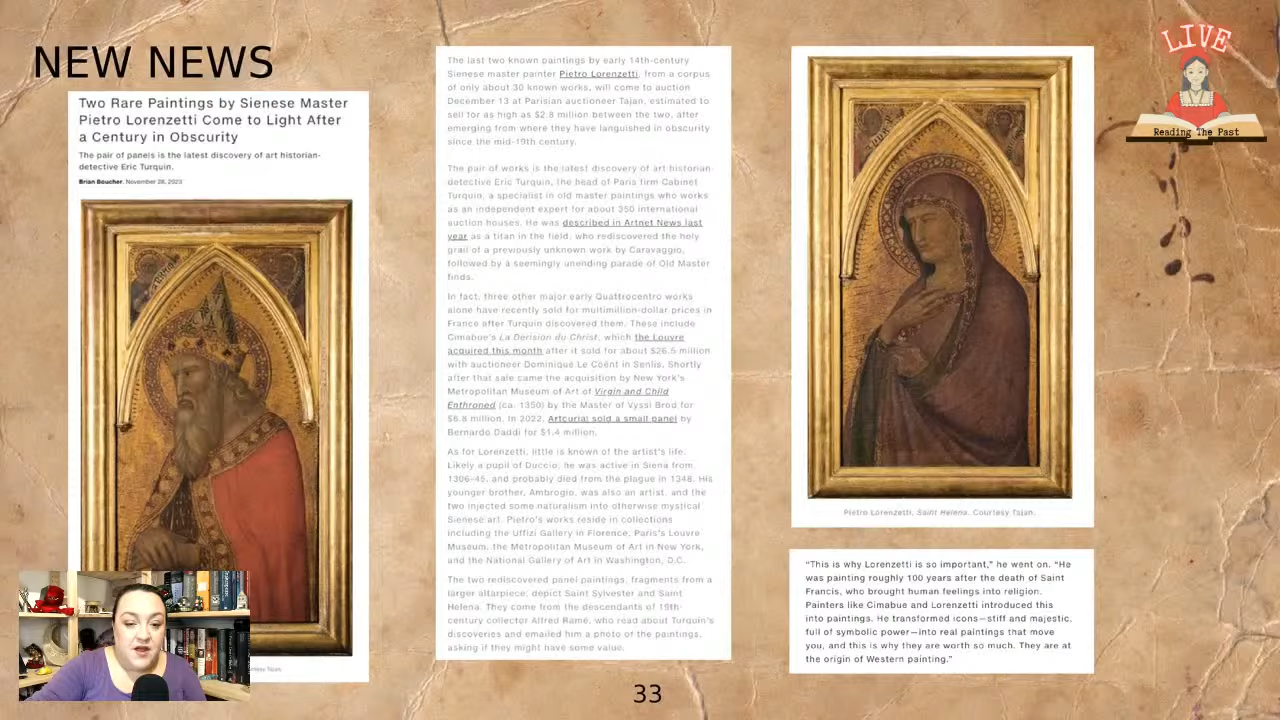 NEW NEWS
Two Rare Paintings by Sienese Master
Pietro Lorenzetti Come to Light After
a Century in Obscurity
The pair of panels is the latest discovery of art historian-
detective Eric Turquin.
Brian Boucher, November 28, 2023
The last two known paintings by early 14th-century
Sienese master painter Pietro Lorenzetti, from a corpus
of only about 30 known works, will come to auction
December 13 at Parisian auctioneer Tajan, estimated to
sell for as high as $2.8 million between the two, after
emerging from where they have languished in obscurity
since the mid-19th century.
The pair of works is the latest discovery of art historian-
detective Eric Turquin, the head of Paris firm Cabinet
Turquin, a specialist in old master paintings who works
as an independent expert for about 350 international
auction houses. He was described in Artnet News last
year as a titan in the field, who rediscovered the holy
grail of a previously unknown work by Caravaggio,
followed by a seemingly unending parade of Old Master
finds.
In fact, three other major early Quattrocentro works
alone have recently sold for multimillion-dollar prices in
France after Turquin discovered them. These include
Cimabue's La Derision du Christ, which the Louvre
acquired this month after it sold for about $26.5 million
with auctioneer Dominique Le Coënt in Senlis. Shortly
after that sale came the acquisition by New York's
Metropolitan Museum of Art of Virgin and Child
Enthroned (ca. 1350) by the Master of Vyssi Brod for
$6.8 million. In 2022, Artcurial sold a small panel by
Bernardo Daddi for $1.4 million.
As for Lorenzetti, little is known of the artist's life.
Likely a pupil of Duccio, he was active in Siena from
1306–45, and probably died from the plague in 1348. His
younger brother, Ambrogio, was also an artist, and the
two injected some naturalism into otherwise mystical
Sienese art. Pietro's works reside in collections
including the Uffizi Gallery in Florence, Paris's Louvre
Museum, the Metropolitan Museum of Art in New York,
and the National Gallery of Art in Washington, D.C.
The two rediscovered panel paintings, fragments from a
larger altarpiece, depict Saint Sylvester and Saint
Helena. They come from the descendants of 19th-
century collector Alfred Ramé, who read about Turquin's
discoveries and emailed him a photo of the paintings,
asking if they might have some value.
Pietro Lorenzetti, Saint Helena. Courtesy Tajan.
"This is why Lorenzetti is so important," he went on. "He
was painting roughly 100 years after the death of Saint
Francis, who brought human feelings into religion.
Painters like Cimabue and Lorenzetti introduced this
into paintings. He transformed icons—stiff and majestic,
full of symbolic power—into real paintings that move
you, and this is why they are worth so much. They are at
the origin of Western painting."
LIVE
Reading The Past
33